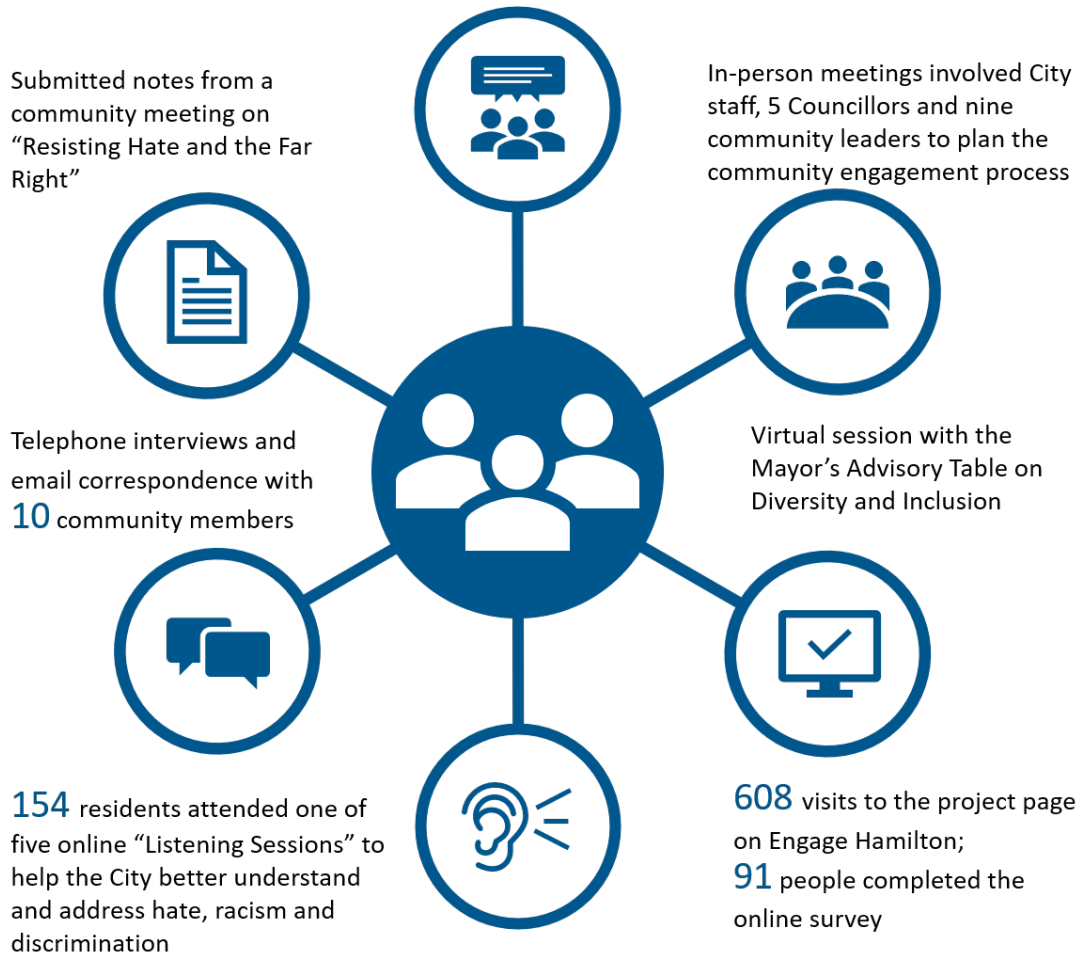 Submitted notes from a
community meeting on
“Resisting Hate and the Far
Right”
In-person meetings involved City
staff, 5 Councillors and nine
community leaders to plan the
community engagement process
Telephone interviews and
email correspondence with
10 community members
Virtual session with the
Mayor’s Advisory Table on
Diversity and Inclusion
154 residents attended one of
five online “Listening Sessions” to
help the City better understand
and address hate, racism and
discrimination
608 visits to the project page
on Engage Hamilton;
91 people completed the
online survey